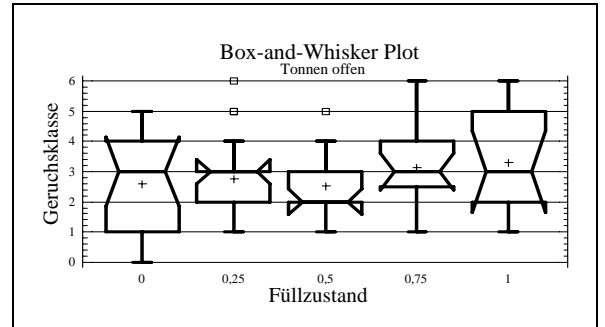 Box-and-Whisker Plot
Tonnen offen
Geruchsklasse
6
5
4
3
2
1
0
0 0,25 0,5 0,75 1
Füllzustand